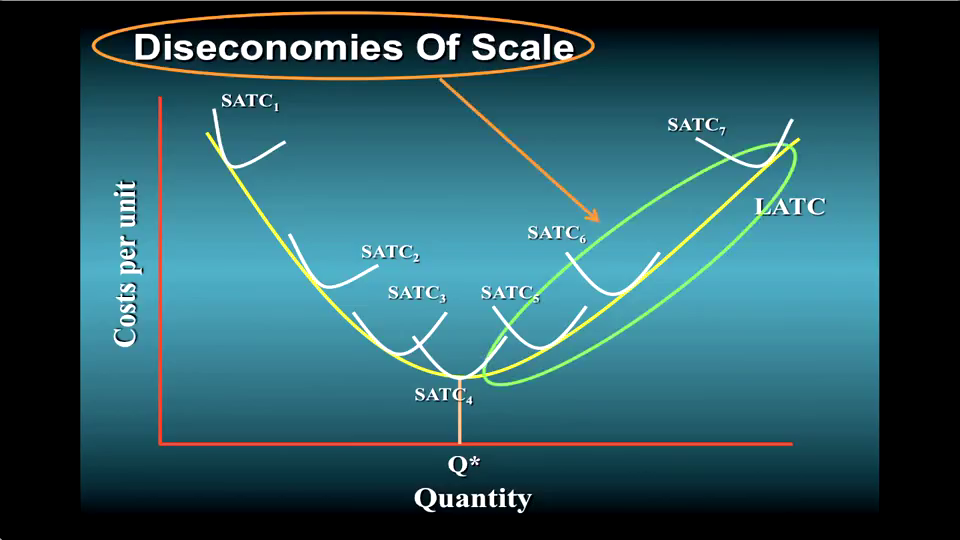 Diseconomies Of Scale
SATC₁
SATC₇
LATC
SATC₆
SATC₂
SATC₃
SATC₅
SATC₄
Costs per unit
Q*
Quantity